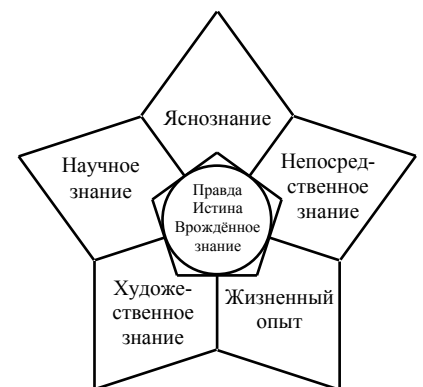 Яснознание
Научное
знание
Непосред-
ственное
знание
Правда
Истина
Врождённое
знание
Художе-
ственное
знание
Жизненный
опыт